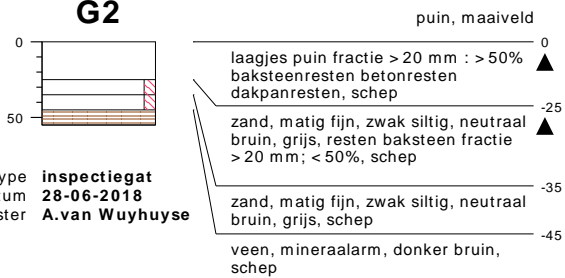 G2
puin, maaiveld
0
0
laagjes puin fractie > 20 mm : > 50%
baksteenresten betonresten
dakpanresten, schep
-25
50
zand, matig fijn, zwak siltig, neutraal
bruin, grijs, resten baksteen fractie
> 20 mm; < 50%, schep
ype inspectiegat
tum 28-06-2018
ster A.van Wuyhuyse
-35
zand, matig fijn, zwak siltig, neutraal
bruin, grijs, schep
-45
veen, mineraalarm, donker bruin,
schep